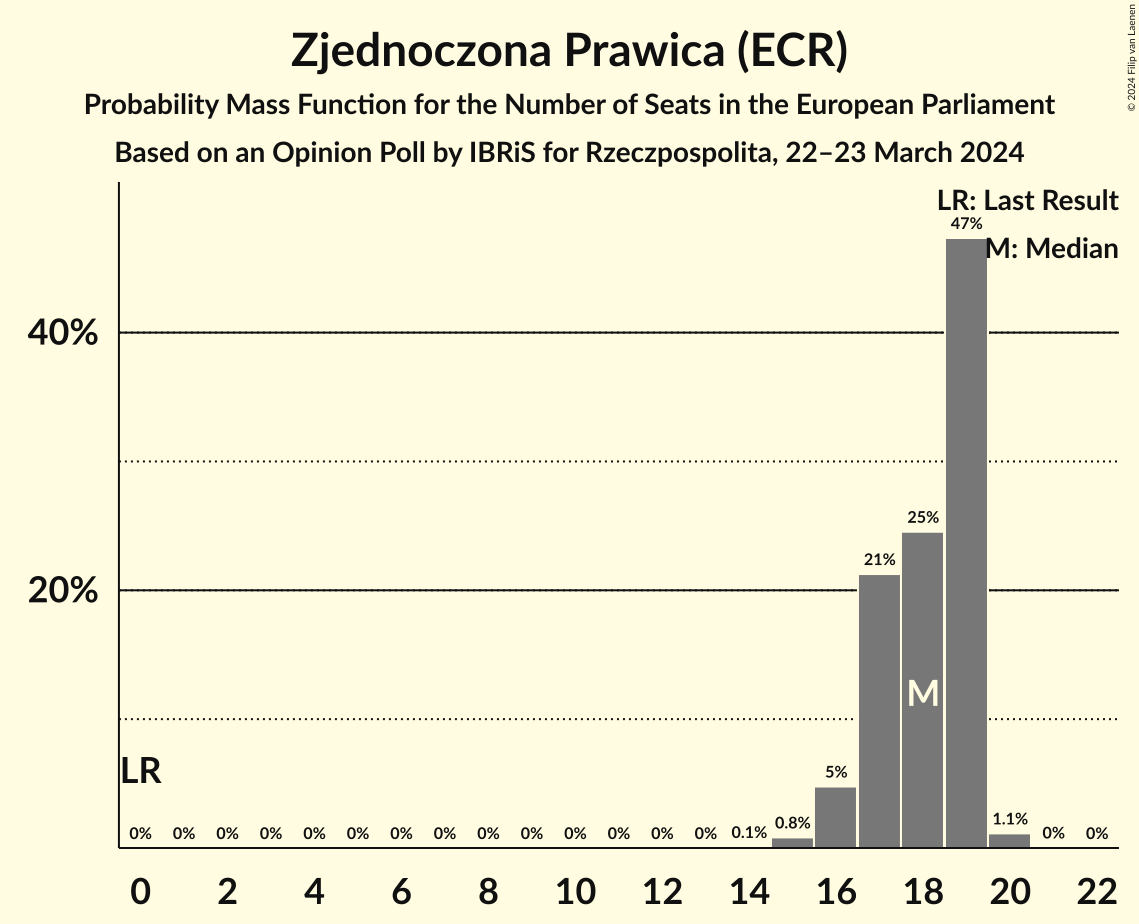 Zjednoczona Prawica (ECR)
Probability Mass Function for the Number of Seats in the European Parliament
Based on an Opinion Poll by IBRiS for Rzeczpospolita, 22–23 March 2024
© 2024 Filip van Laenen
LR: Last Result
M: Median
47%
40%
25%
21%
20%
M
LR
5%
0% 0% 0% 0% 0% 0% 0% 0% 0% 0% 0% 0% 0% 0% 0.1% 0.8% 1.1% 0% 0%
0 2 4 6 8 10 12 14 16 18 20 22